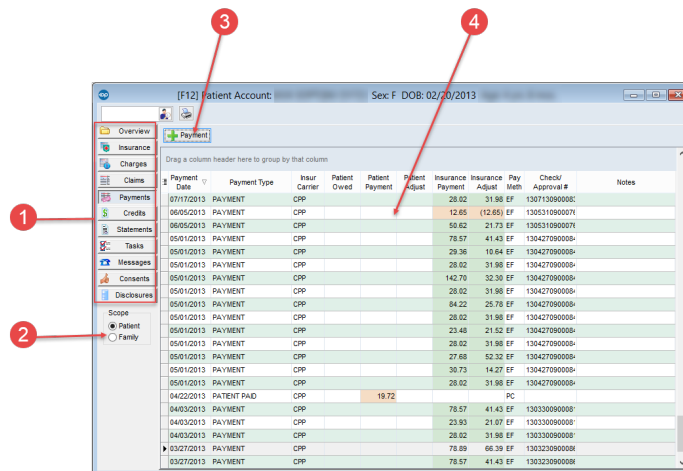 3
4
[F12] Patient Account: Sex: F DOB: 02/20/2013
Overview
Payment
Insurance
Drag a column header here to group by that column
Charges
Claims
Payment Date Payment Type Insur Carrier Patient Owed Patient Payment Patient Adjust Insurance Payment Insurance Adjust Pay Meth Check/ Approval # Notes
Payments
07/17/2013 PAYMENT CPP 28.02 31.98 EF
1
Credits
06/05/2013 PAYMENT CPP 12.65 (12.65) EF
Statements
06/05/2013 PAYMENT CPP 50.62 21.73 EF
05/01/2013 PAYMENT CPP 78.57 41.43 EF
Tasks
05/01/2013 PAYMENT CPP 29.36 10.64 EF
Messages
05/01/2013 PAYMENT CPP 28.02 31.98 EF
Consents
05/01/2013 PAYMENT CPP 142.70 32.30 EF
Disclosures
05/01/2013 PAYMENT CPP 28.02 31.98 EF
Scope
05/01/2013 PAYMENT CPP 84.22 25.78 EF
Patient
05/01/2013 PAYMENT CPP 28.02 31.98 EF
2
Family
05/01/2013 PAYMENT CPP 23.48 21.52 EF
05/01/2013 PAYMENT CPP 28.02 31.98 EF
05/01/2013 PAYMENT CPP 27.68 52.32 EF
05/01/2013 PAYMENT CPP 30.73 14.27 EF
05/01/2013 PAYMENT CPP 28.02 31.98 EF
04/22/2013 PATIENT PAID CPP 19.72 PC
04/03/2013 PAYMENT CPP 78.57 41.43 EF
04/03/2013 PAYMENT CPP 23.93 21.07 EF
04/03/2013 PAYMENT CPP 28.02 31.98 EF
03/27/2013 PAYMENT CPP 78.89 66.39 EF
03/27/2013 PAYMENT CPP 78.57 41.43 EF